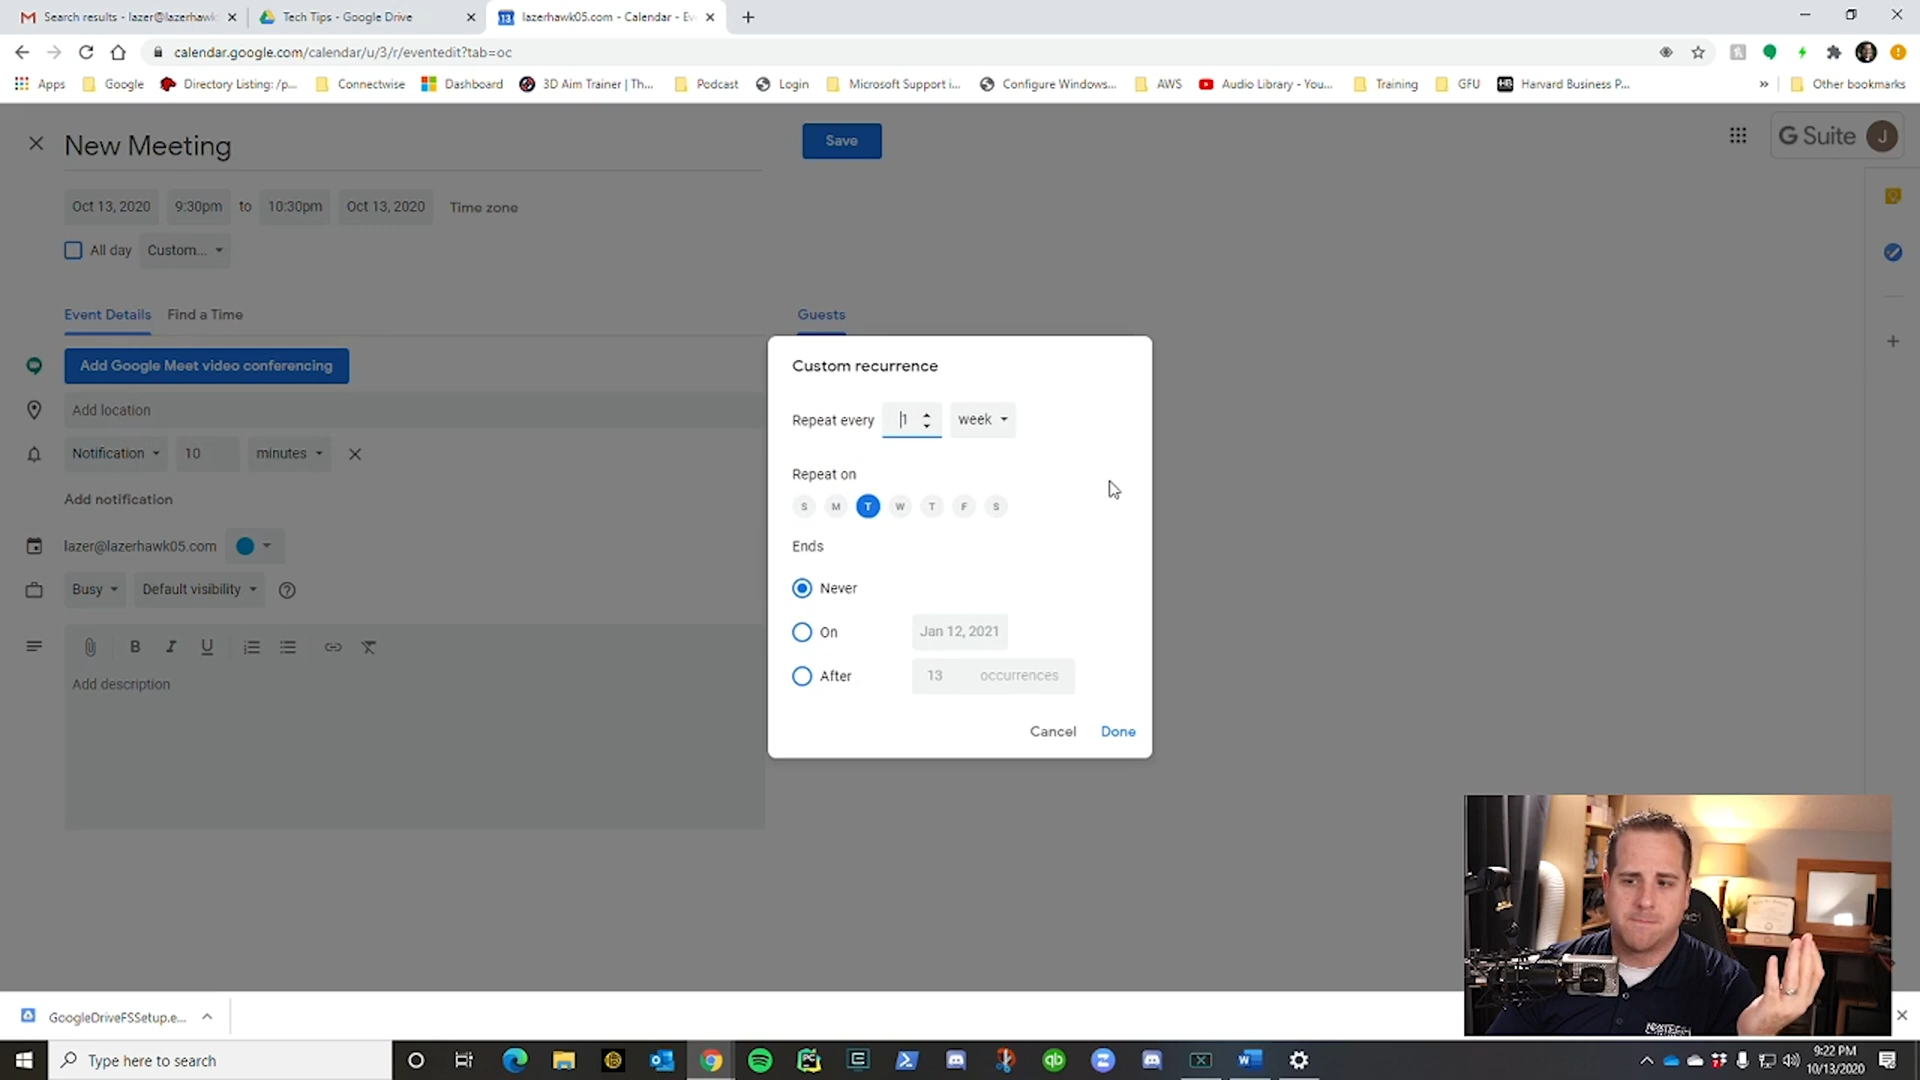 Search results - lazer@lazerhawk
Tech Tips - Google Drive
lazerhawk05.com - Calendar - Ev
calendar.google.com/calendar/u/3/r/eventedit?tab=oc
Apps
Google
Directory Listing: /p...
Connectwise
Dashboard
3D Aim Trainer | Th...
Podcast
Login
Microsoft Support i...
Configure Windows...
AWS
Audio Library - You...
Training
GFU
Harvard Business P...
»
Other bookmarks
New Meeting
Save
G Suite
J
Oct 13, 2020 9:30pm to 10:30pm Oct 13, 2020 Time zone
All day Custom...
Event Details Find a Time
Guests
Add Google Meet video conferencing
Add location
Notification 10 minutes
Add notification
lazer@lazerhawk05.com
Busy Default visibility
B I U
Add description
Custom recurrence
Repeat every 1 week
Repeat on
S M T W T F S
Ends
Never
On Jan 12, 2021
After 13 occurrences
Cancel Done
GoogleDriveFSSetup.e...
Type here to search
9:22 PM
10/13/2020